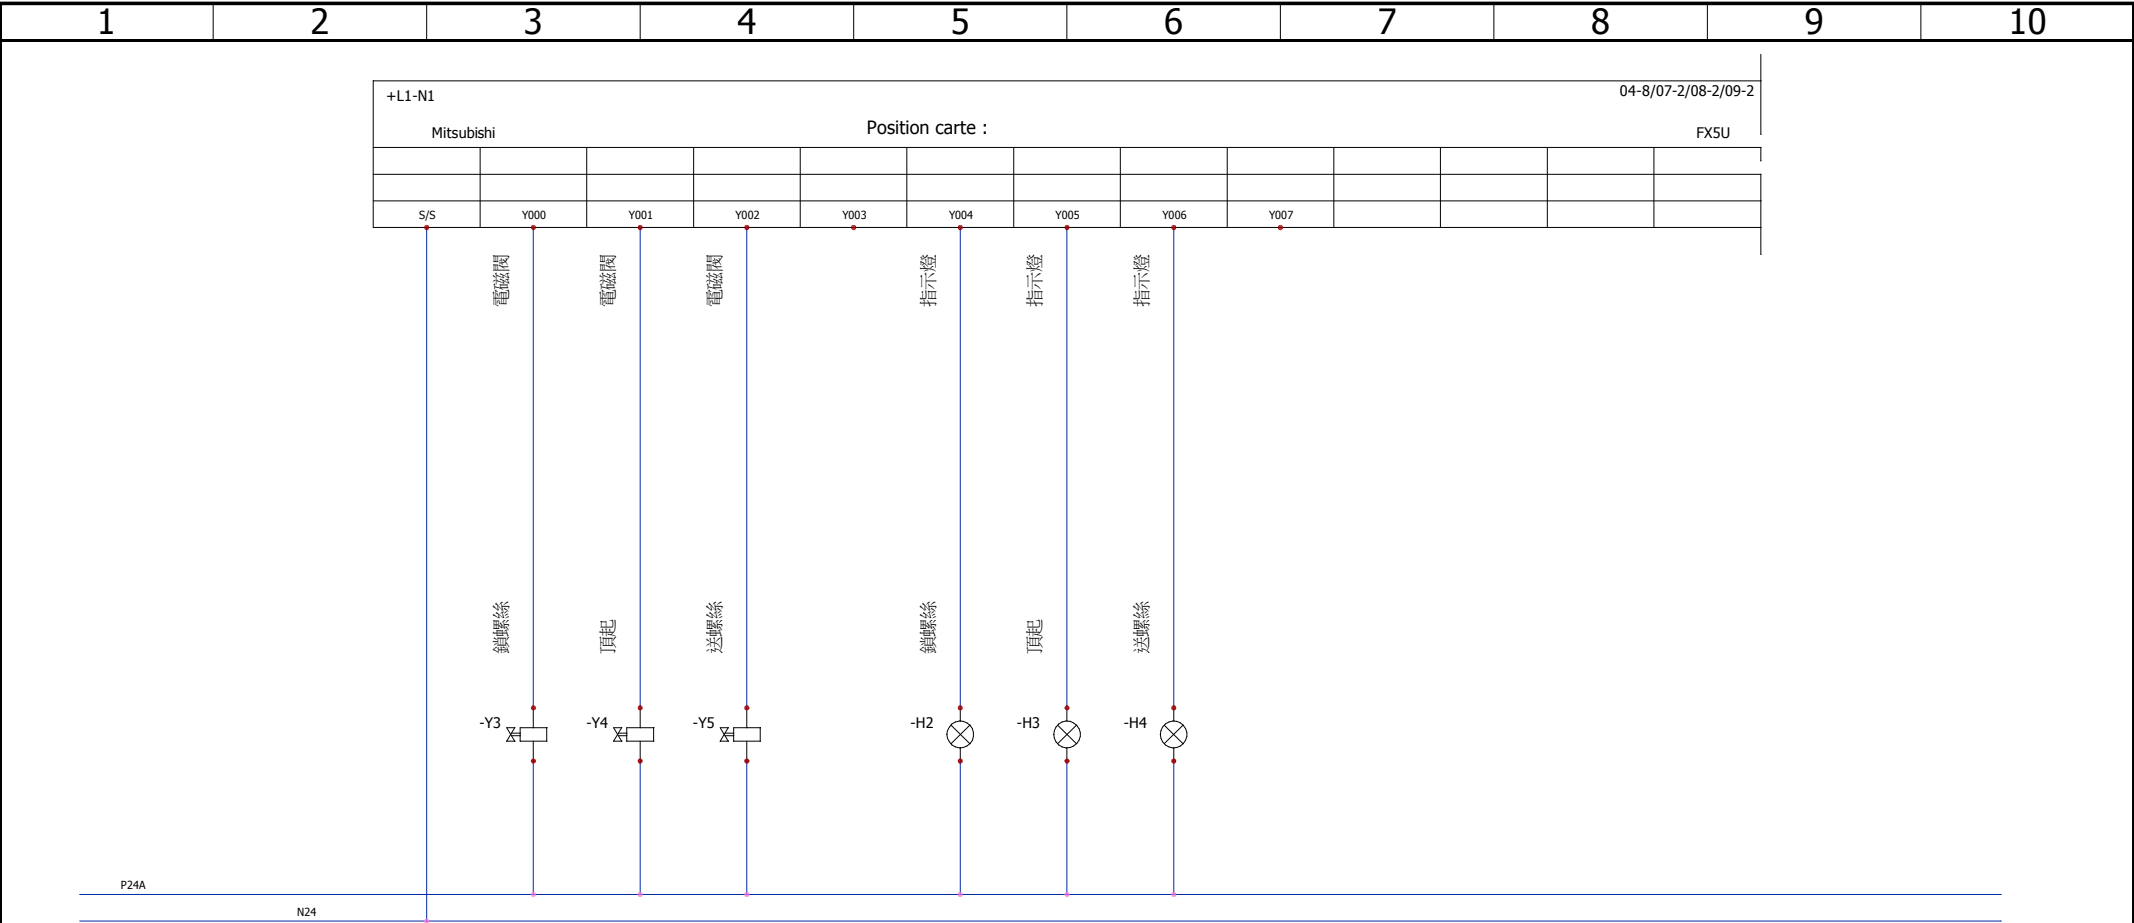 1 2 3 4 5 6 7 8 9 10
+L1-N1 04-8/07-2/08-2/09-2
Mitsubishi Position carte : FX5U
S/S Y000 Y001 Y002 Y003 Y004 Y005 Y006 Y007
電磁閥 電磁閥 電磁閥 指示燈 指示燈 指示燈
鎖螺絲 頂起 送螺絲 鎖螺絲 頂起 送螺絲
-Y3 -Y4 -Y5 -H2 -H3 -H4
P24A
N24